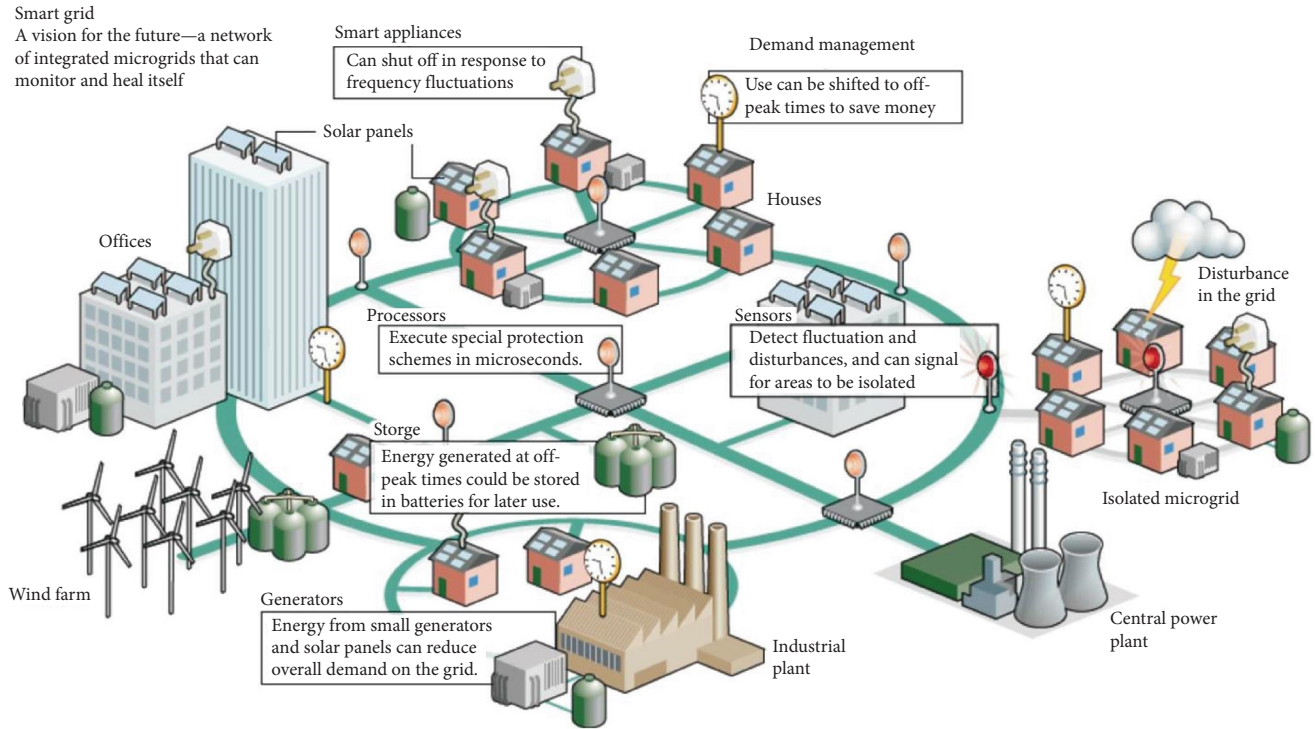 Smart grid
A vision for the future—a network
of integrated microgrids that can
monitor and heal itself
Smart appliances
Can shut off in response to
frequency fluctuations
Demand management
Use can be shifted to off-
peak times to save money
Solar panels
Houses
Offices
Disturbance
in the grid
Processors
Execute special protection
schemes in microseconds.
Sensors
Detect fluctuation and
disturbances, and can signal
for areas to be isolated
Storge
Energy generated at off-
peak times could be stored
in batteries for later use.
Isolated microgrid
Wind farm
Generators
Energy from small generators
and solar panels can reduce
overall demand on the grid.
Industrial
plant
Central power
plant